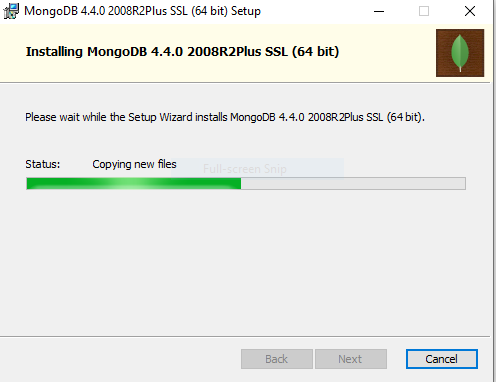 MongoDB 4.4.0 2008R2Plus SSL (64 bit) Setup
Installing MongoDB 4.4.0 2008R2Plus SSL (64 bit)
Please wait while the Setup Wizard installs MongoDB 4.4.0 2008R2Plus SSL (64 bit).
Status: Copying new files
Full-screen Snip
Back Next Cancel